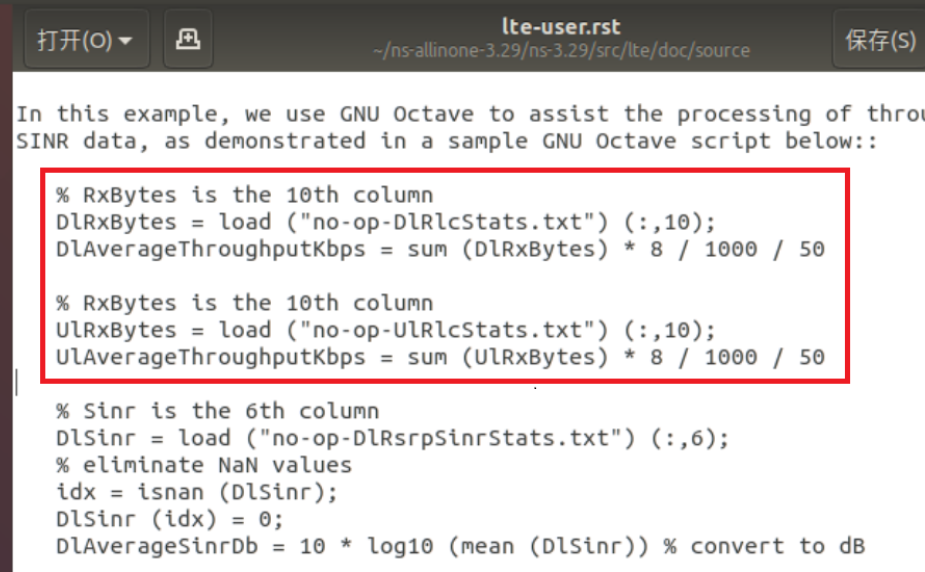 打开(O)
lte-user.rst
~/ns-allinone-3.29/ns-3.29/src/lte/doc/source
保存(S)
In this example, we use GNU Octave to assist the processing of throu
SINR data, as demonstrated in a sample GNU Octave script below::
% RxBytes is the 10th column
DlRxBytes = load ("no-op-DlRlcStats.txt") (:,10);
DlAverageThroughputKbps = sum (DlRxBytes) * 8 / 1000 / 50
% RxBytes is the 10th column
UlRxBytes = load ("no-op-UlRlcStats.txt") (:,10);
UlAverageThroughputKbps = sum (UlRxBytes) * 8 / 1000 / 50
% Sinr is the 6th column
DlSinr = load ("no-op-DlRsrpSinrStats.txt") (:,6);
% eliminate NaN values
idx = isnan (DlSinr);
DlSinr (idx) = 0;
DlAverageSinrDb = 10 * log10 (mean (DlSinr)) % convert to dB